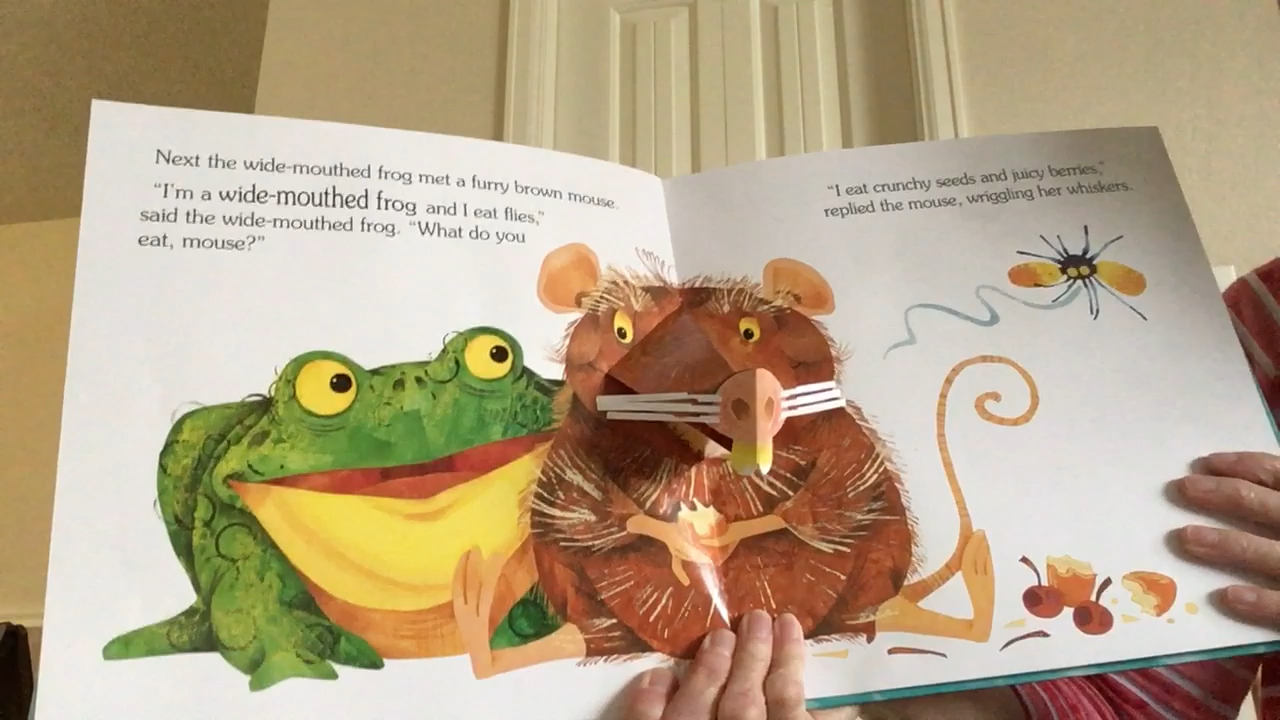 Next the wide-mouthed frog met a furry brown mouse.
"I'm a wide-mouthed frog and I eat flies,"
said the wide-mouthed frog. "What do you
eat, mouse?"
"I eat crunchy seeds and juicy berries,"
replied the mouse, wriggling her whiskers.